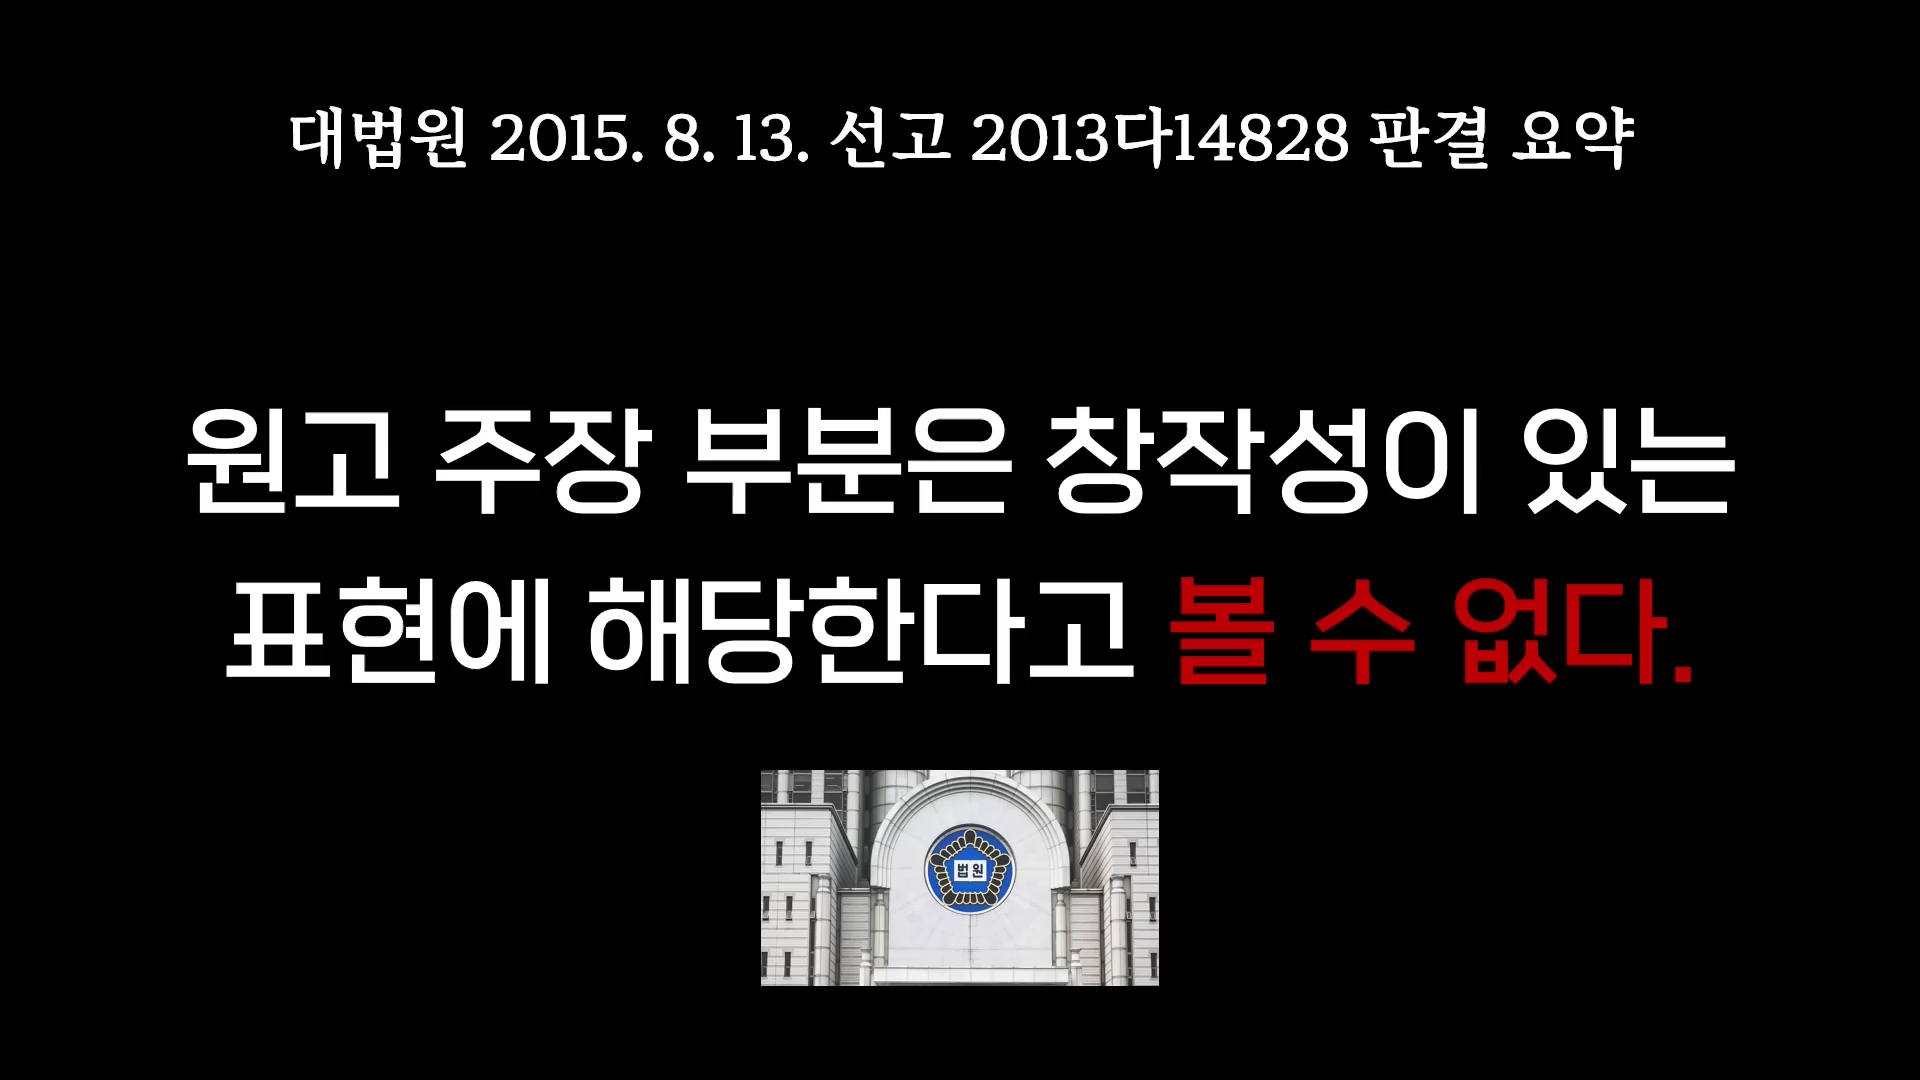 대법원 2015. 8. 13. 선고 2013다14828 판결 요약
원고 주장 부분은 창작성이 있는
표현에 해당한다고 볼 수 없다.
법원